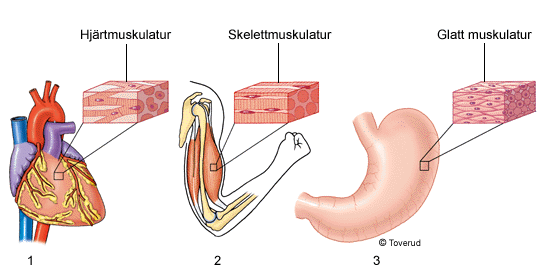 Hjärtmuskulatur
Skelettmuskulatur
Glatt muskulatur
© Toverud
1
2
3